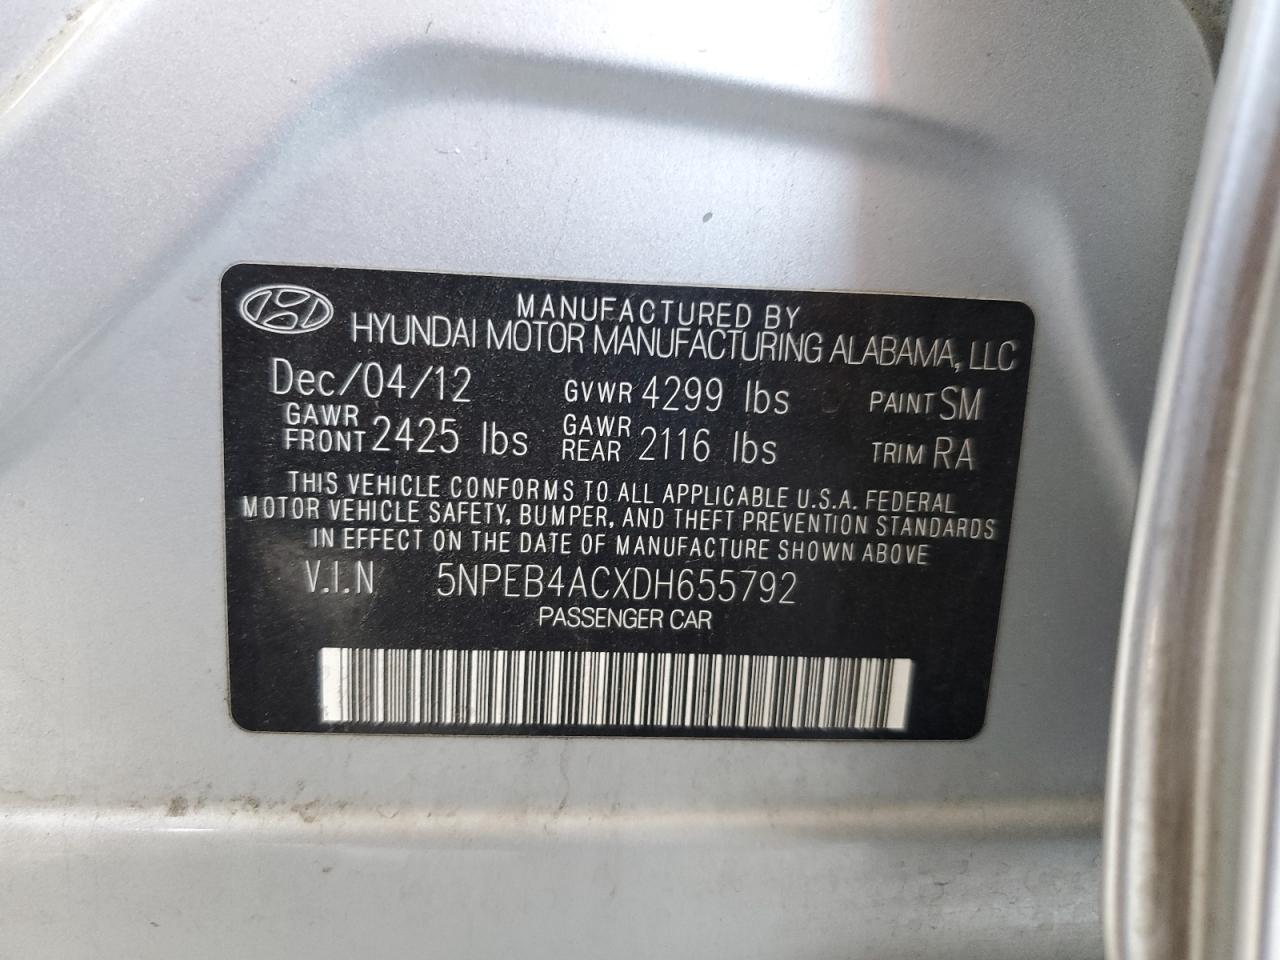 MANUFACTURED BY
HYUNDAI MOTOR MANUFACTURING ALABAMA, LLC
Dec/04/12 GVWR 4299 lbs PAINT SM
GAWR FRONT 2425 lbs GAWR REAR 2116 lbs TRIM RA
THIS VEHICLE CONFORMS TO ALL APPLICABLE U.S.A. FEDERAL
MOTOR VEHICLE SAFETY, BUMPER, AND THEFT PREVENTION STANDARDS
IN EFFECT ON THE DATE OF MANUFACTURE SHOWN ABOVE
V.I.N 5NPEB4ACXDH655792
PASSENGER CAR